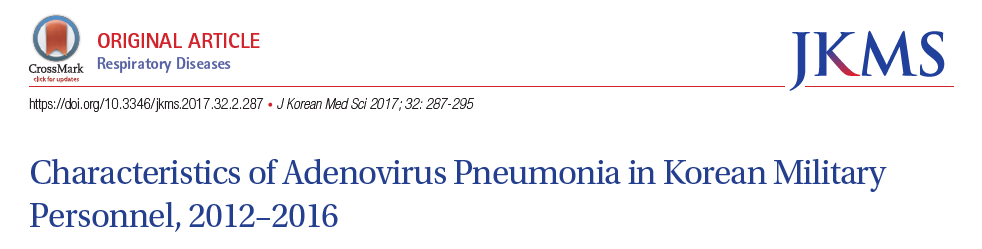 CrossMark
click for updates
ORIGINAL ARTICLE
Respiratory Diseases
JKMS
https://doi.org/10.3346/jkms.2017.32.2.287 • J Korean Med Sci 2017; 32: 287-295
Characteristics of Adenovirus Pneumonia in Korean Military
Personnel, 2012–2016